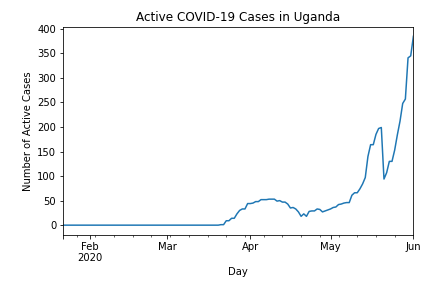 Active COVID-19 Cases in Uganda
400
350
300
250
200
150
100
50
0
Number of Active Cases
Feb
2020
Mar
Apr
May
Jun
Day